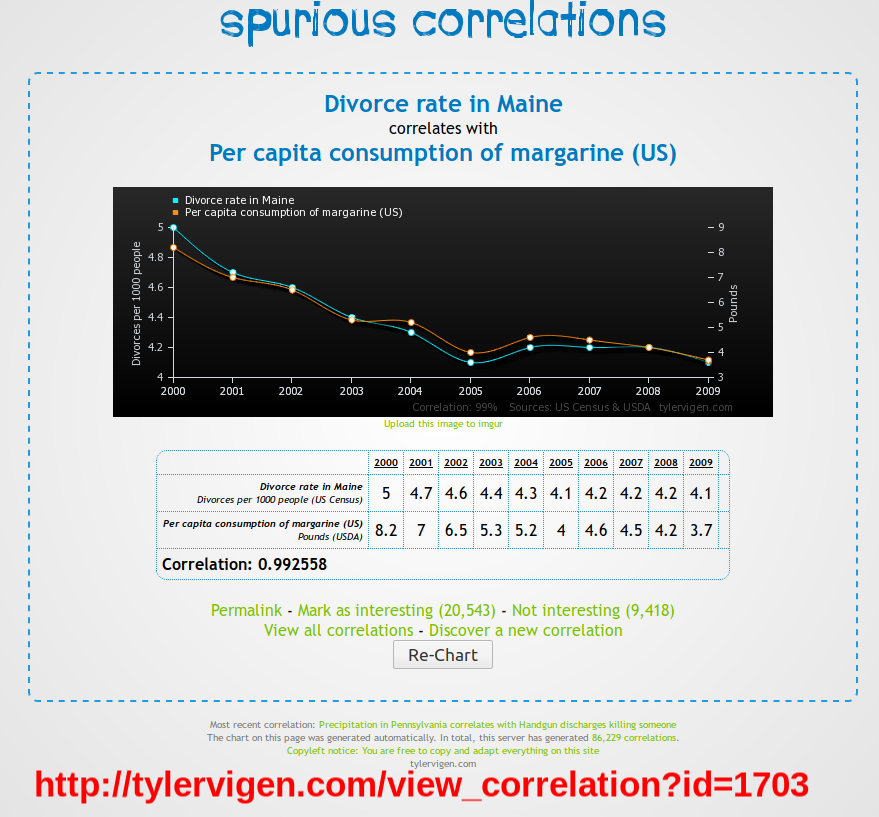 spurious correlations
Divorce rate in Maine
correlates with
Per capita consumption of margarine (US)
Divorce rate in Maine
Per capita consumption of margarine (US)
5 9
4.8 8
4.6 7
4.4 6
4.2 5
4 4
3
Divorces per 1000 people
Pounds
2000 2001 2002 2003 2004 2005 2006 2007 2008 2009
Correlation: 99% Sources: US Census & USDA tylervigen.com
Upload this image to imgur
2000 2001 2002 2003 2004 2005 2006 2007 2008 2009
Divorce rate in Maine
Divorces per 1000 people (US Census) 5 4.7 4.6 4.4 4.3 4.1 4.2 4.2 4.2 4.1
Per capita consumption of margarine (US)
Pounds (USDA) 8.2 7 6.5 5.3 5.2 4 4.6 4.5 4.2 3.7
Correlation: 0.992558
Permalink - Mark as interesting (20,543) - Not interesting (9,418)
View all correlations - Discover a new correlation
Re-Chart
Most recent correlation: Precipitation in Pennsylvania correlates with Handgun discharges killing someone
The chart on this page was generated automatically. In total, this server has generated 86,229 correlations.
Copyleft notice: You are free to copy and adapt everything on this site
tylervigen.com
http://tylervigen.com/view_correlation?id=1703